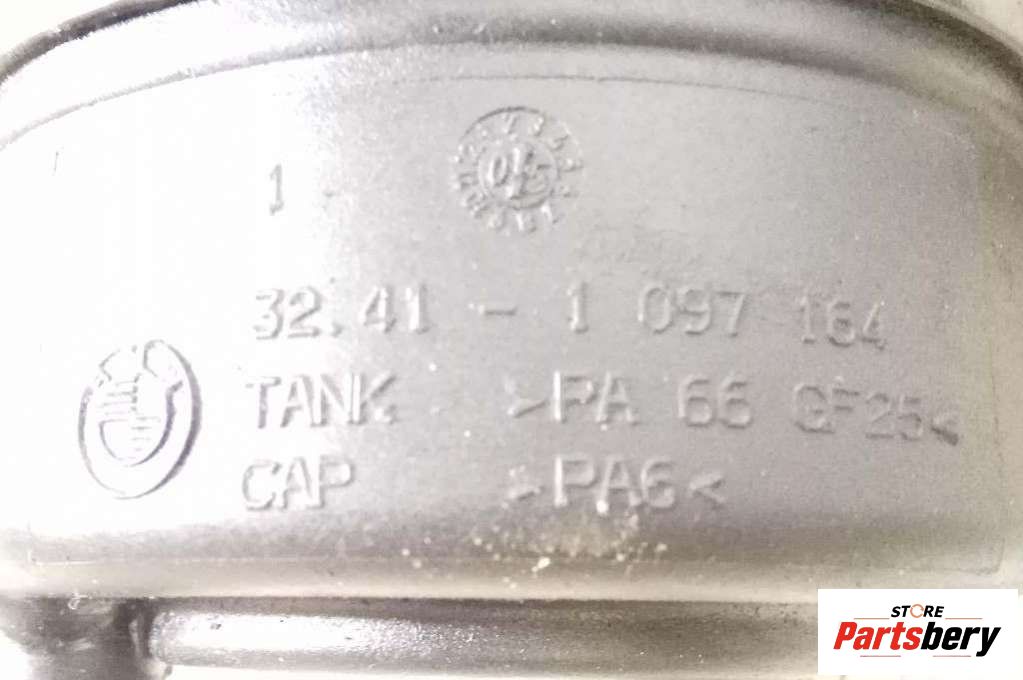 1 -
32.41 - 1 097 164
TANK >PA 66 GF25<
CAP >PA6<
STORE
Partsbery